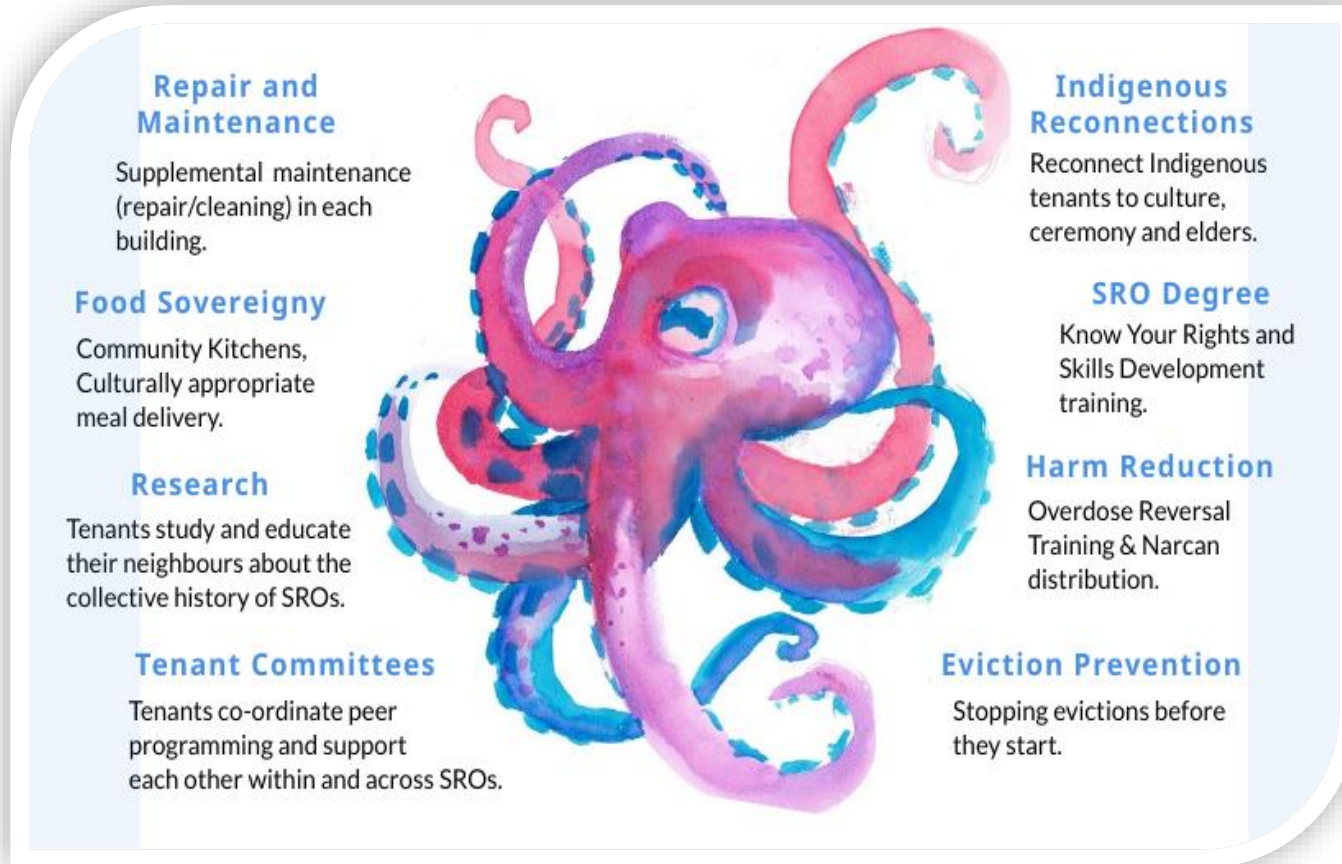 Repair and
Maintenance
Supplemental maintenance
(repair/cleaning) in each
building.
Food Sovereigny
Community Kitchens,
Culturally appropriate
meal delivery.
Research
Tenants study and educate
their neighbours about the
collective history of SROs.
Tenant Committees
Tenants co-ordinate peer
programming and support
each other within and across SROs.
Indigenous
Reconnections
Reconnect Indigenous
tenants to culture,
ceremony and elders.
SRO Degree
Know Your Rights and
Skills Development
training.
Harm Reduction
Overdose Reversal
Training & Narcan
distribution.
Eviction Prevention
Stopping evictions before
they start.